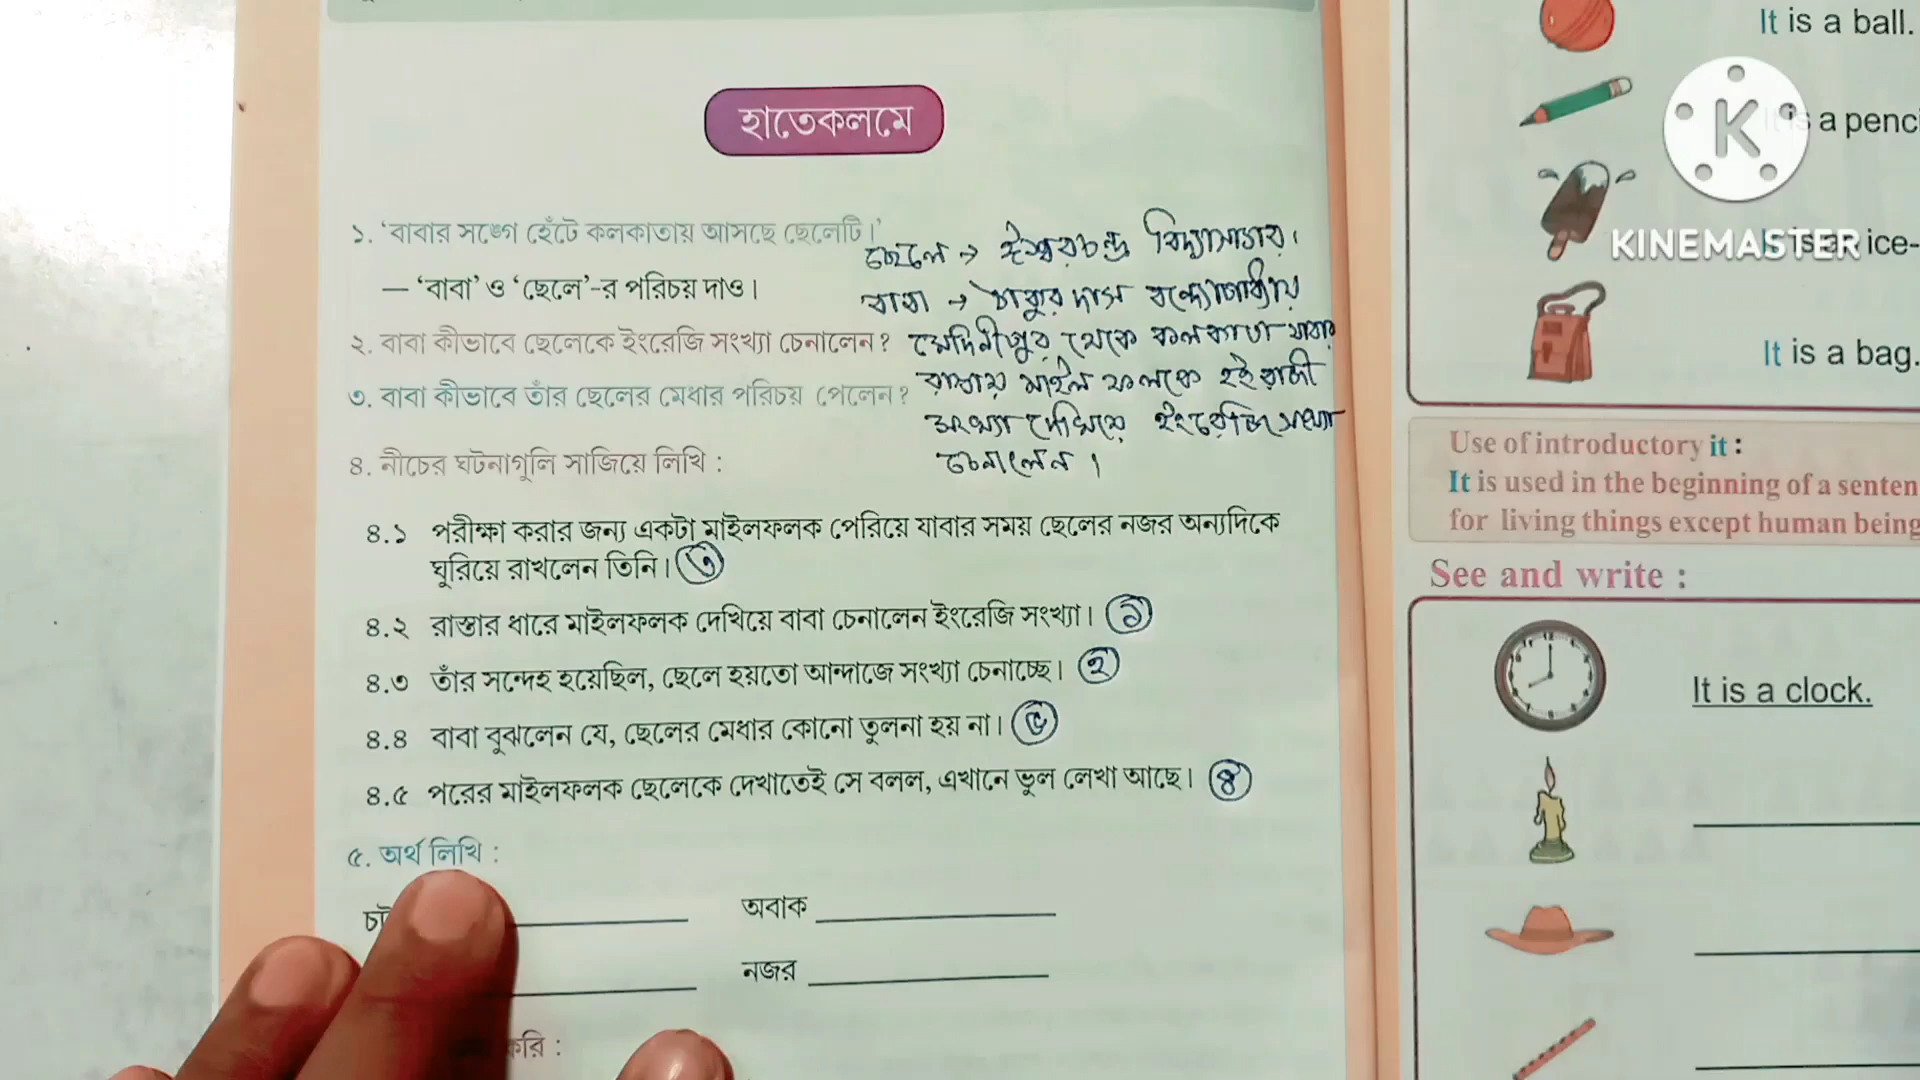 হাতেকলমে
১. ‘বাবার সঙ্গে হেঁটে কলকাতায় আসছে ছেলেটি।’
— ‘বাবা’ ও ‘ছেলে’-র পরিচয় দাও।
ছেলে → ঈশ্বরচন্দ্র বিদ্যাসাগর।
বাবা → ঠাকুর দাস বন্দ্যোপাধ্যায়
২. বাবা কীভাবে ছেলেকে ইংরেজি সংখ্যা চেনালেন?
মেদিনীপুর থেকে কলকাতা যাবার
রাস্তায় মাইল ফলকে ইংরাজী
সংখ্যা দেখিয়ে ইংরেজি সংখ্যা
চেনালেন।
৩. বাবা কীভাবে তাঁর ছেলের মেধার পরিচয় পেলেন?
৪. নীচের ঘটনাগুলি সাজিয়ে লিখি :
৪.১ পরীক্ষা করার জন্য একটা মাইলফলক পেরিয়ে যাবার সময় ছেলের নজর অন্যদিকে
ঘুরিয়ে রাখলেন তিনি। ৩
৪.২ রাস্তার ধারে মাইলফলক দেখিয়ে বাবা চেনালেন ইংরেজি সংখ্যা। ১
৪.৩ তাঁর সন্দেহ হয়েছিল, ছেলে হয়তো আন্দাজে সংখ্যা চেনাচ্ছে। ২
৪.৪ বাবা বুঝলেন যে, ছেলের মেধার কোনো তুলনা হয় না। ৫
৪.৫ পরের মাইলফলক ছেলেকে দেখাতেই সে বলল, এখানে ভুল লেখা আছে। ৪
৫. অর্থ লিখি :
অবাক
নজর
করি :
It is a ball.
is a penc
KINEMASTER
ice-
It is a bag.
Use of introductory it :
It is used in the beginning of a senten
for living things except human being
See and write :
It is a clock.